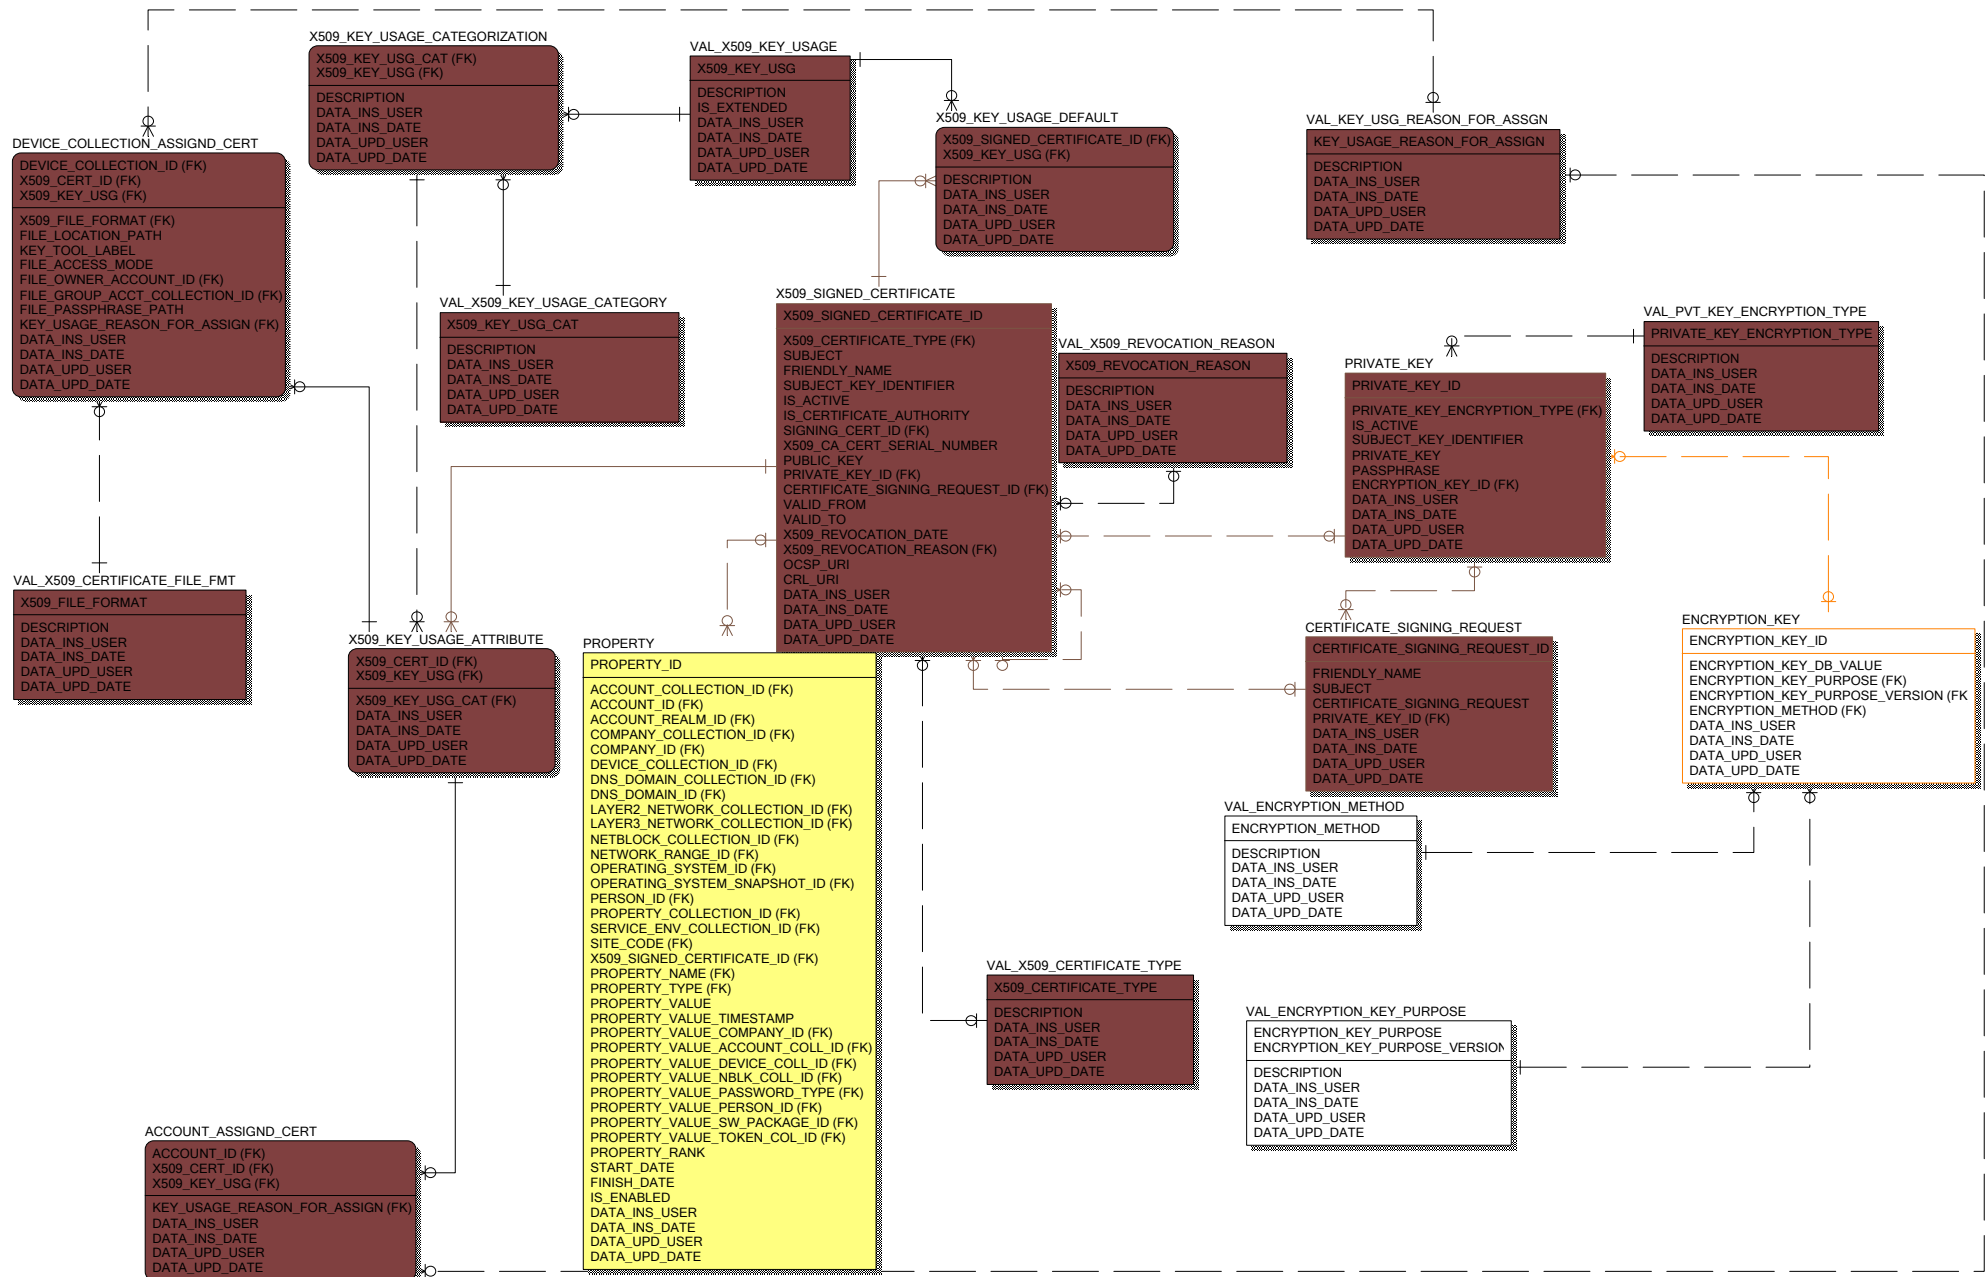 X509_KEY_USAGE_CATEGORIZATION
X509_KEY_USG_CAT (FK)
X509_KEY_USG (FK)
DESCRIPTION
DATA_INS_USER
DATA_INS_DATE
DATA_UPD_USER
DATA_UPD_DATE
VAL_X509_KEY_USAGE
X509_KEY_USG
DESCRIPTION
IS_EXTENDED
DATA_INS_USER
DATA_INS_DATE
DATA_UPD_USER
DATA_UPD_DATE
X509_KEY_USAGE_DEFAULT
X509_SIGNED_CERTIFICATE_ID (FK)
X509_KEY_USG (FK)
DESCRIPTION
DATA_INS_USER
DATA_INS_DATE
DATA_UPD_USER
DATA_UPD_DATE
VAL_KEY_USG_REASON_FOR_ASSGN
KEY_USAGE_REASON_FOR_ASSIGN
DESCRIPTION
DATA_INS_USER
DATA_INS_DATE
DATA_UPD_USER
DATA_UPD_DATE
DEVICE_COLLECTION_ASSIGND_CERT
DEVICE_COLLECTION_ID (FK)
X509_CERT_ID (FK)
X509_KEY_USG (FK)
X509_FILE_FORMAT (FK)
FILE_LOCATION_PATH
KEY_TOOL_LABEL
FILE_ACCESS_MODE
FILE_OWNER_ACCOUNT_ID (FK)
FILE_GROUP_ACCT_COLLECTION_ID (FK)
FILE_PASSPHRASE_PATH
KEY_USAGE_REASON_FOR_ASSIGN (FK)
DATA_INS_USER
DATA_INS_DATE
DATA_UPD_USER
DATA_UPD_DATE
VAL_X509_KEY_USAGE_CATEGORY
X509_KEY_USG_CAT
DESCRIPTION
DATA_INS_USER
DATA_INS_DATE
DATA_UPD_USER
DATA_UPD_DATE
X509_SIGNED_CERTIFICATE
X509_SIGNED_CERTIFICATE_ID
X509_CERTIFICATE_TYPE (FK)
SUBJECT
FRIENDLY_NAME
SUBJECT_KEY_IDENTIFIER
IS_ACTIVE
IS_CERTIFICATE_AUTHORITY
SIGNING_CERT_ID (FK)
X509_CA_CERT_SERIAL_NUMBER
PUBLIC_KEY
PRIVATE_KEY_ID (FK)
CERTIFICATE_SIGNING_REQUEST_ID (FK)
VALID_FROM
VALID_TO
X509_REVOCATION_DATE
X509_REVOCATION_REASON (FK)
OCSP_URI
CRL_URI
DATA_INS_USER
DATA_INS_DATE
DATA_UPD_USER
DATA_UPD_DATE
VAL_X509_REVOCATION_REASON
X509_REVOCATION_REASON
DESCRIPTION
DATA_INS_USER
DATA_INS_DATE
DATA_UPD_USER
DATA_UPD_DATE
PRIVATE_KEY
PRIVATE_KEY_ID
PRIVATE_KEY_ENCRYPTION_TYPE (FK)
IS_ACTIVE
SUBJECT_KEY_IDENTIFIER
PRIVATE_KEY
PASSPHRASE
ENCRYPTION_KEY_ID (FK)
DATA_INS_USER
DATA_INS_DATE
DATA_UPD_USER
DATA_UPD_DATE
VAL_PVT_KEY_ENCRYPTION_TYPE
PRIVATE_KEY_ENCRYPTION_TYPE
DESCRIPTION
DATA_INS_USER
DATA_INS_DATE
DATA_UPD_USER
DATA_UPD_DATE
VAL_X509_CERTIFICATE_FILE_FMT
X509_FILE_FORMAT
DESCRIPTION
DATA_INS_USER
DATA_INS_DATE
DATA_UPD_USER
DATA_UPD_DATE
X509_KEY_USAGE_ATTRIBUTE
X509_CERT_ID (FK)
X509_KEY_USG (FK)
X509_KEY_USG_CAT (FK)
DATA_INS_USER
DATA_INS_DATE
DATA_UPD_USER
DATA_UPD_DATE
PROPERTY
PROPERTY_ID
ACCOUNT_COLLECTION_ID (FK)
ACCOUNT_ID (FK)
ACCOUNT_REALM_ID (FK)
COMPANY_COLLECTION_ID (FK)
COMPANY_ID (FK)
DEVICE_COLLECTION_ID (FK)
DNS_DOMAIN_COLLECTION_ID (FK)
DNS_DOMAIN_ID (FK)
LAYER2_NETWORK_COLLECTION_ID (FK)
LAYER3_NETWORK_COLLECTION_ID (FK)
NETBLOCK_COLLECTION_ID (FK)
NETWORK_RANGE_ID (FK)
OPERATING_SYSTEM_ID (FK)
OPERATING_SYSTEM_SNAPSHOT_ID (FK)
PERSON_ID (FK)
PROPERTY_COLLECTION_ID (FK)
SERVICE_ENV_COLLECTION_ID (FK)
SITE_CODE (FK)
X509_SIGNED_CERTIFICATE_ID (FK)
PROPERTY_NAME (FK)
PROPERTY_TYPE (FK)
PROPERTY_VALUE
PROPERTY_VALUE_TIMESTAMP
PROPERTY_VALUE_COMPANY_ID (FK)
PROPERTY_VALUE_ACCOUNT_COLL_ID (FK)
PROPERTY_VALUE_DEVICE_COLL_ID (FK)
PROPERTY_VALUE_NBLK_COLL_ID (FK)
PROPERTY_VALUE_PASSWORD_TYPE (FK)
PROPERTY_VALUE_PERSON_ID (FK)
PROPERTY_VALUE_SW_PACKAGE_ID (FK)
PROPERTY_VALUE_TOKEN_COL_ID (FK)
PROPERTY_RANK
START_DATE
FINISH_DATE
IS_ENABLED
DATA_INS_USER
DATA_INS_DATE
DATA_UPD_USER
DATA_UPD_DATE
CERTIFICATE_SIGNING_REQUEST
CERTIFICATE_SIGNING_REQUEST_ID
FRIENDLY_NAME
SUBJECT
CERTIFICATE_SIGNING_REQUEST
PRIVATE_KEY_ID (FK)
DATA_INS_USER
DATA_INS_DATE
DATA_UPD_USER
DATA_UPD_DATE
ENCRYPTION_KEY
ENCRYPTION_KEY_ID
ENCRYPTION_KEY_DB_VALUE
ENCRYPTION_KEY_PURPOSE (FK)
ENCRYPTION_KEY_PURPOSE_VERSION (FK
ENCRYPTION_METHOD (FK)
DATA_INS_USER
DATA_INS_DATE
DATA_UPD_USER
DATA_UPD_DATE
VAL_ENCRYPTION_METHOD
ENCRYPTION_METHOD
DESCRIPTION
DATA_INS_USER
DATA_INS_DATE
DATA_UPD_USER
DATA_UPD_DATE
VAL_X509_CERTIFICATE_TYPE
X509_CERTIFICATE_TYPE
DESCRIPTION
DATA_INS_USER
DATA_INS_DATE
DATA_UPD_USER
DATA_UPD_DATE
VAL_ENCRYPTION_KEY_PURPOSE
ENCRYPTION_KEY_PURPOSE
ENCRYPTION_KEY_PURPOSE_VERSION
DESCRIPTION
DATA_INS_USER
DATA_INS_DATE
DATA_UPD_USER
DATA_UPD_DATE
ACCOUNT_ASSIGND_CERT
ACCOUNT_ID (FK)
X509_CERT_ID (FK)
X509_KEY_USG (FK)
KEY_USAGE_REASON_FOR_ASSIGN (FK)
DATA_INS_USER
DATA_INS_DATE
DATA_UPD_USER
DATA_UPD_DATE